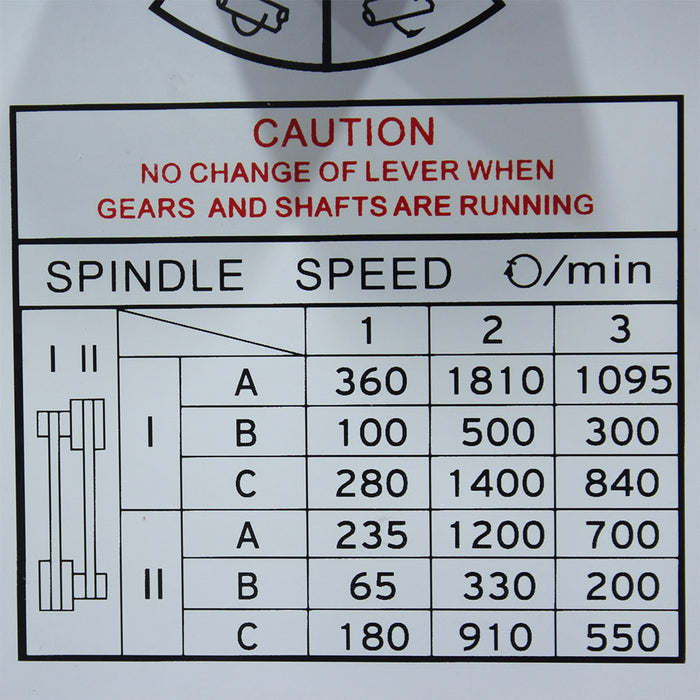 CAUTION
NO CHANGE OF LEVER WHEN
GEARS AND SHAFTS ARE RUNNING
SPINDLE SPEED /min
1 2 3
I II
A 360 1810 1095
I B 100 500 300
C 280 1400 840
A 235 1200 700
II B 65 330 200
C 180 910 550